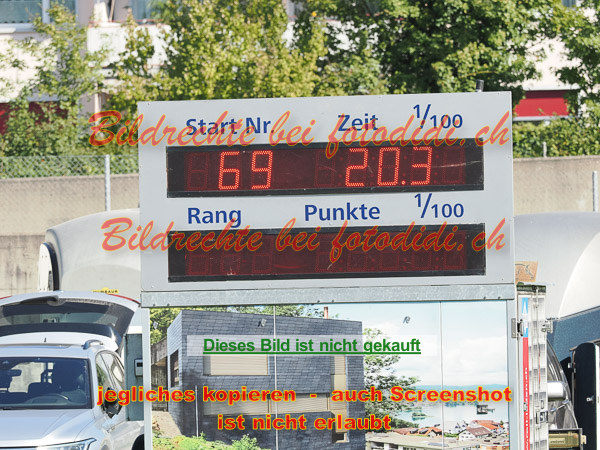 Bildrechte bei fotodidi.ch
Start Nr. Zeit 1/100
69 20.3
Rang Punkte 1/100
Bildrechte bei fotodidi.ch
Dieses Bild ist nicht gekauft
jegliches kopieren - auch Screenshot
ist nicht erlaubt